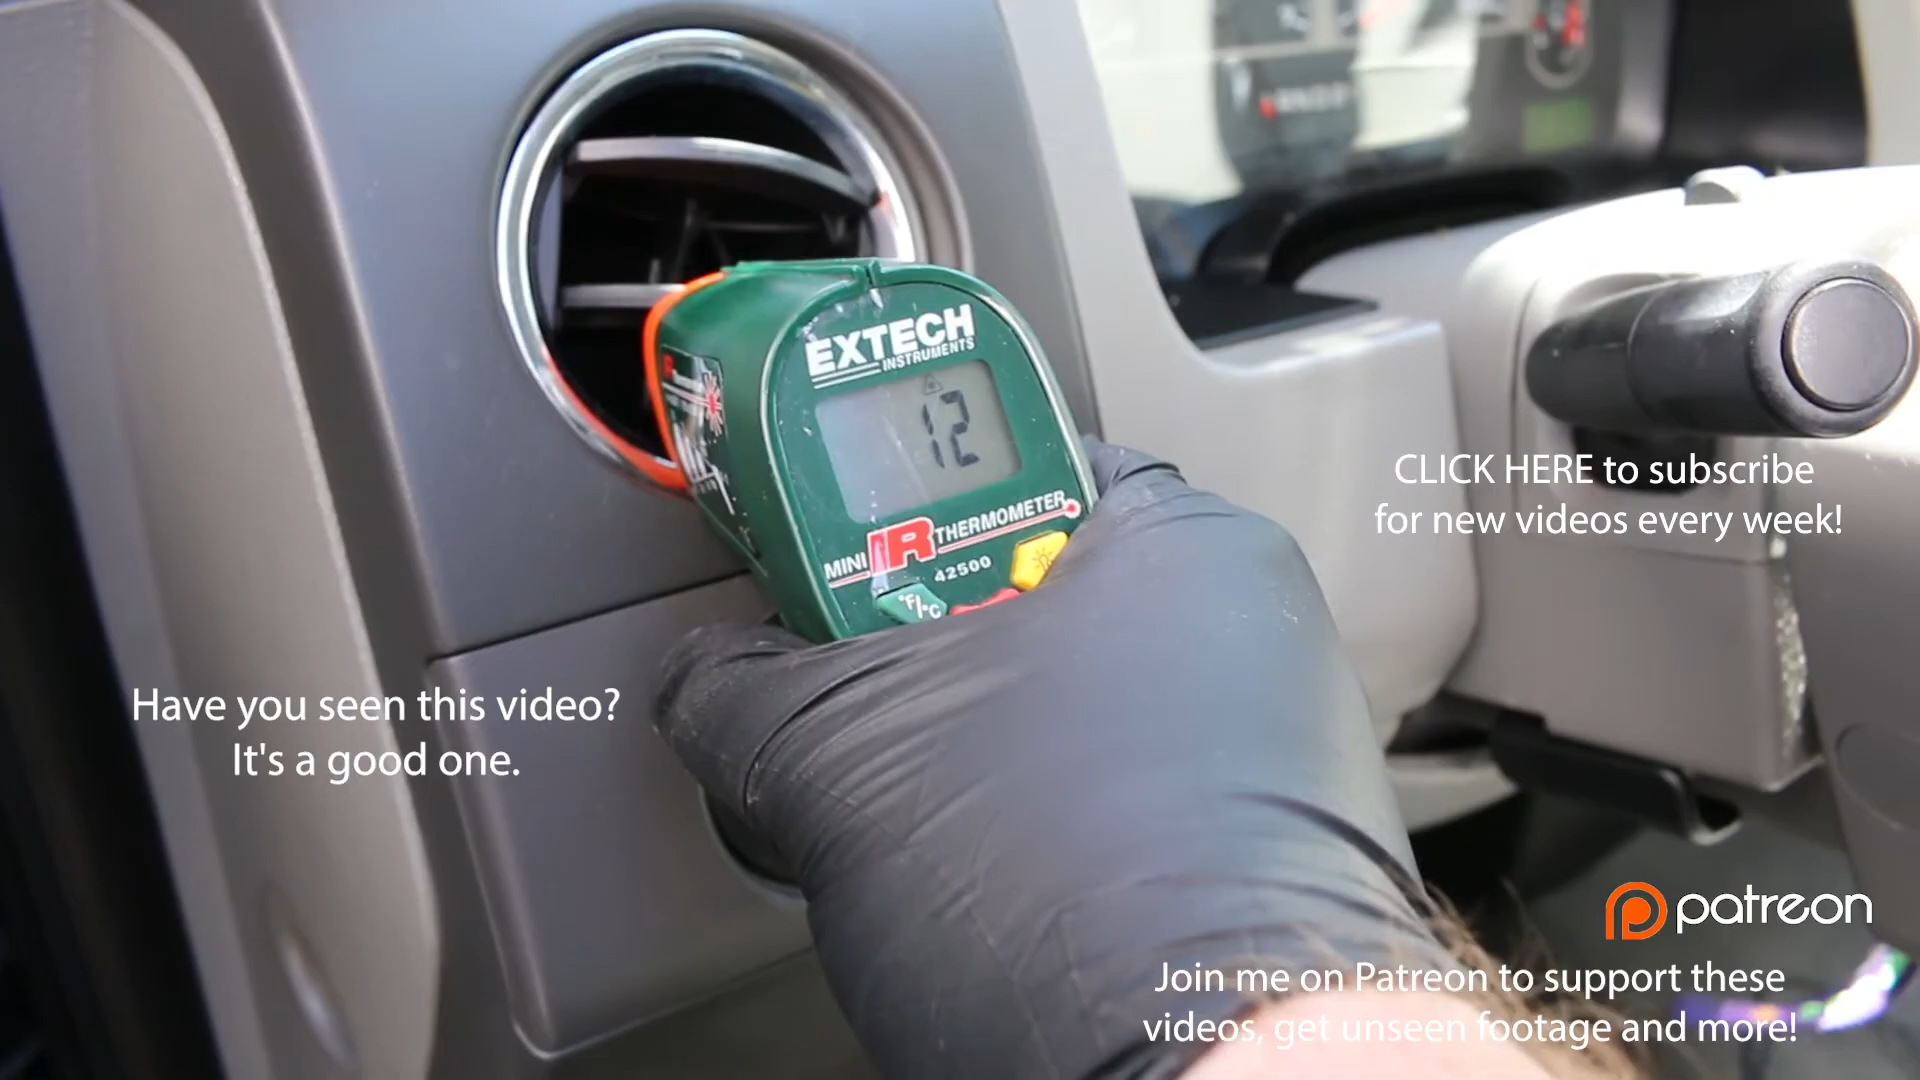 EXTECH
INSTRUMENTS
12
MINI IR THERMOMETER
42500
°F/°C
CLICK HERE to subscribe
for new videos every week!
Have you seen this video?
It's a good one.
patreon
Join me on Patreon to support these
videos, get unseen footage and more!